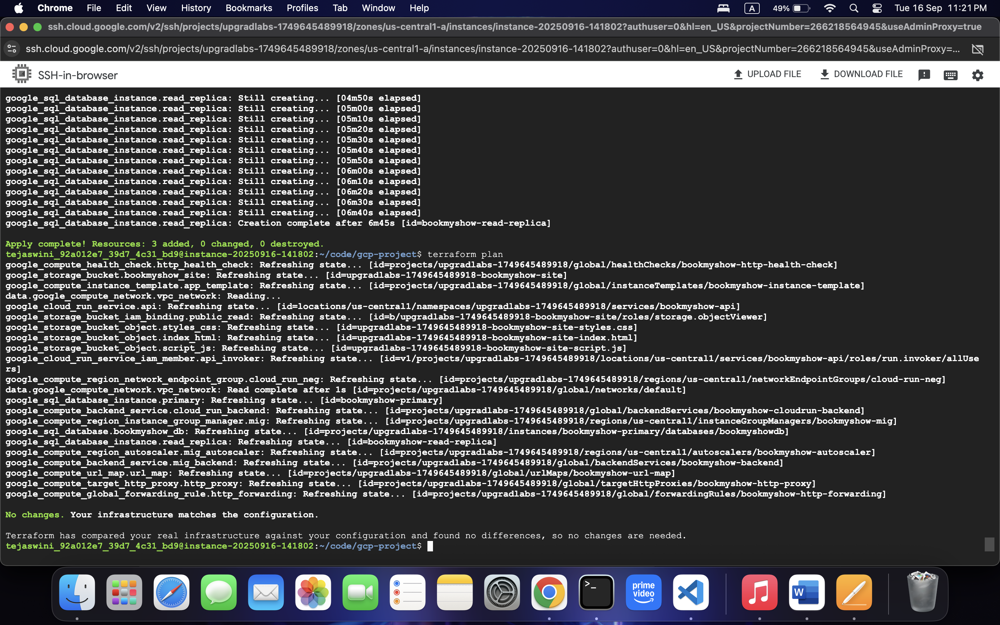 Chrome File Edit View History Bookmarks Profiles Tab Window Help A 49% Tue 16 Sep 11:21 PM
ssh.cloud.google.com/v2/ssh/projects/upgradlabs-1749645489918/zones/us-central1-a/instances/instance-20250916-141802?authuser=0&hl=en_US&projectNumber=266218564945&useAdminProxy=true
ssh.cloud.google.com/v2/ssh/projects/upgradlabs-1749645489918/zones/us-central1-a/instances/instance-20250916-141802?authuser=0&hl=en_US&projectNumber=266218564945&useAdminProxy=...
SSH-in-browser UPLOAD FILE DOWNLOAD FILE
google_sql_database_instance.read_replica: Still creating... [04m50s elapsed]
google_sql_database_instance.read_replica: Still creating... [05m00s elapsed]
google_sql_database_instance.read_replica: Still creating... [05m10s elapsed]
google_sql_database_instance.read_replica: Still creating... [05m20s elapsed]
google_sql_database_instance.read_replica: Still creating... [05m30s elapsed]
google_sql_database_instance.read_replica: Still creating... [05m40s elapsed]
google_sql_database_instance.read_replica: Still creating... [05m50s elapsed]
google_sql_database_instance.read_replica: Still creating... [06m00s elapsed]
google_sql_database_instance.read_replica: Still creating... [06m10s elapsed]
google_sql_database_instance.read_replica: Still creating... [06m20s elapsed]
google_sql_database_instance.read_replica: Still creating... [06m30s elapsed]
google_sql_database_instance.read_replica: Still creating... [06m40s elapsed]
google_sql_database_instance.read_replica: Creation complete after 6m45s [id=bookmyshow-read-replica]
Apply complete! Resources: 3 added, 0 changed, 0 destroyed.
tejaswini_92a012e7_39d7_4c31_bd9@instance-20250916-141802:~/code/gcp-project$ terraform plan
google_compute_health_check.http_health_check: Refreshing state... [id=projects/upgradlabs-1749645489918/global/healthChecks/bookmyshow-http-health-check]
google_storage_bucket.bookmyshow_site: Refreshing state... [id=upgradlabs-1749645489918-bookmyshow-site]
google_compute_instance_template.app_template: Refreshing state... [id=projects/upgradlabs-1749645489918/global/instanceTemplates/bookmyshow-instance-template]
data.google_compute_network.vpc_network: Reading...
google_cloud_run_service.api: Refreshing state... [id=locations/us-central1/namespaces/upgradlabs-1749645489918/services/bookmyshow-api]
google_storage_bucket_iam_binding.public_read: Refreshing state... [id=b/upgradlabs-1749645489918-bookmyshow-site/roles/storage.objectViewer]
google_storage_bucket_object.styles_css: Refreshing state... [id=upgradlabs-1749645489918-bookmyshow-site-styles.css]
google_storage_bucket_object.index_html: Refreshing state... [id=upgradlabs-1749645489918-bookmyshow-site-index.html]
google_storage_bucket_object.script_js: Refreshing state... [id=upgradlabs-1749645489918-bookmyshow-site-script.js]
google_cloud_run_service_iam_member.api_invoker: Refreshing state... [id=v1/projects/upgradlabs-1749645489918/locations/us-central1/services/bookmyshow-api/roles/run.invoker/allUse
rs]
google_compute_region_network_endpoint_group.cloud_run_neg: Refreshing state... [id=projects/upgradlabs-1749645489918/regions/us-central1/networkEndpointGroups/cloud-run-neg]
data.google_compute_network.vpc_network: Read complete after 1s [id=projects/upgradlabs-1749645489918/global/networks/default]
google_sql_database_instance.primary: Refreshing state... [id=bookmyshow-primary]
google_compute_backend_service.cloud_run_backend: Refreshing state... [id=projects/upgradlabs-1749645489918/global/backendServices/bookmyshow-cloudrun-backend]
google_compute_region_instance_group_manager.mig: Refreshing state... [id=projects/upgradlabs-1749645489918/regions/us-central1/instanceGroupManagers/bookmyshow-mig]
google_sql_database.bookmyshow_db: Refreshing state... [id=projects/upgradlabs-1749645489918/instances/bookmyshow-primary/databases/bookmyshowdb]
google_sql_database_instance.read_replica: Refreshing state... [id=bookmyshow-read-replica]
google_compute_region_autoscaler.mig_autoscaler: Refreshing state... [id=projects/upgradlabs-1749645489918/regions/us-central1/autoscalers/bookmyshow-autoscaler]
google_compute_backend_service.mig_backend: Refreshing state... [id=projects/upgradlabs-1749645489918/global/backendServices/bookmyshow-backend]
google_compute_url_map.url_map: Refreshing state... [id=projects/upgradlabs-1749645489918/global/urlMaps/bookmyshow-url-map]
google_compute_target_http_proxy.http_proxy: Refreshing state... [id=projects/upgradlabs-1749645489918/global/targetHttpProxies/bookmyshow-http-proxy]
google_compute_global_forwarding_rule.http_forwarding: Refreshing state... [id=projects/upgradlabs-1749645489918/global/forwardingRules/bookmyshow-http-forwarding]
No changes. Your infrastructure matches the configuration.
Terraform has compared your real infrastructure against your configuration and found no differences, so no changes are needed.
tejaswini_92a012e7_39d7_4c31_bd9@instance-20250916-141802:~/code/gcp-project$
>_
prime
video
W